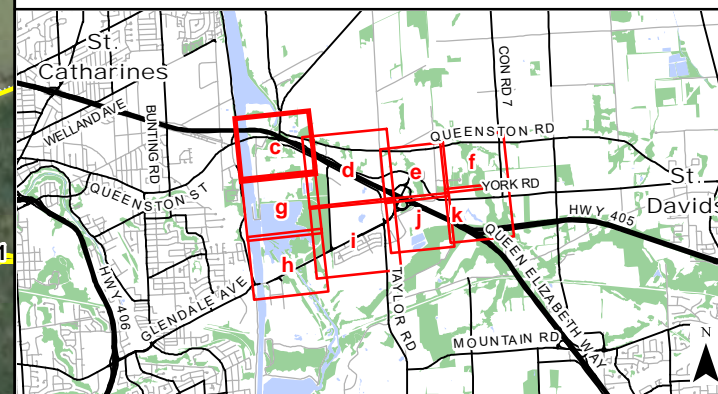 St.
Catharines
WELLAND AVE
BUNTING RD
CON RD 7
QUEENSTON RD
c
d
e
f
QUEENSTON ST
YORK RD
St.
Davids
g
j
k
HWY 405
1
i
h
HWY 406
GLENDALE AVE
TAYLOR RD
QUEEN ELIZABETH WAY
MOUNTAIN RD
N